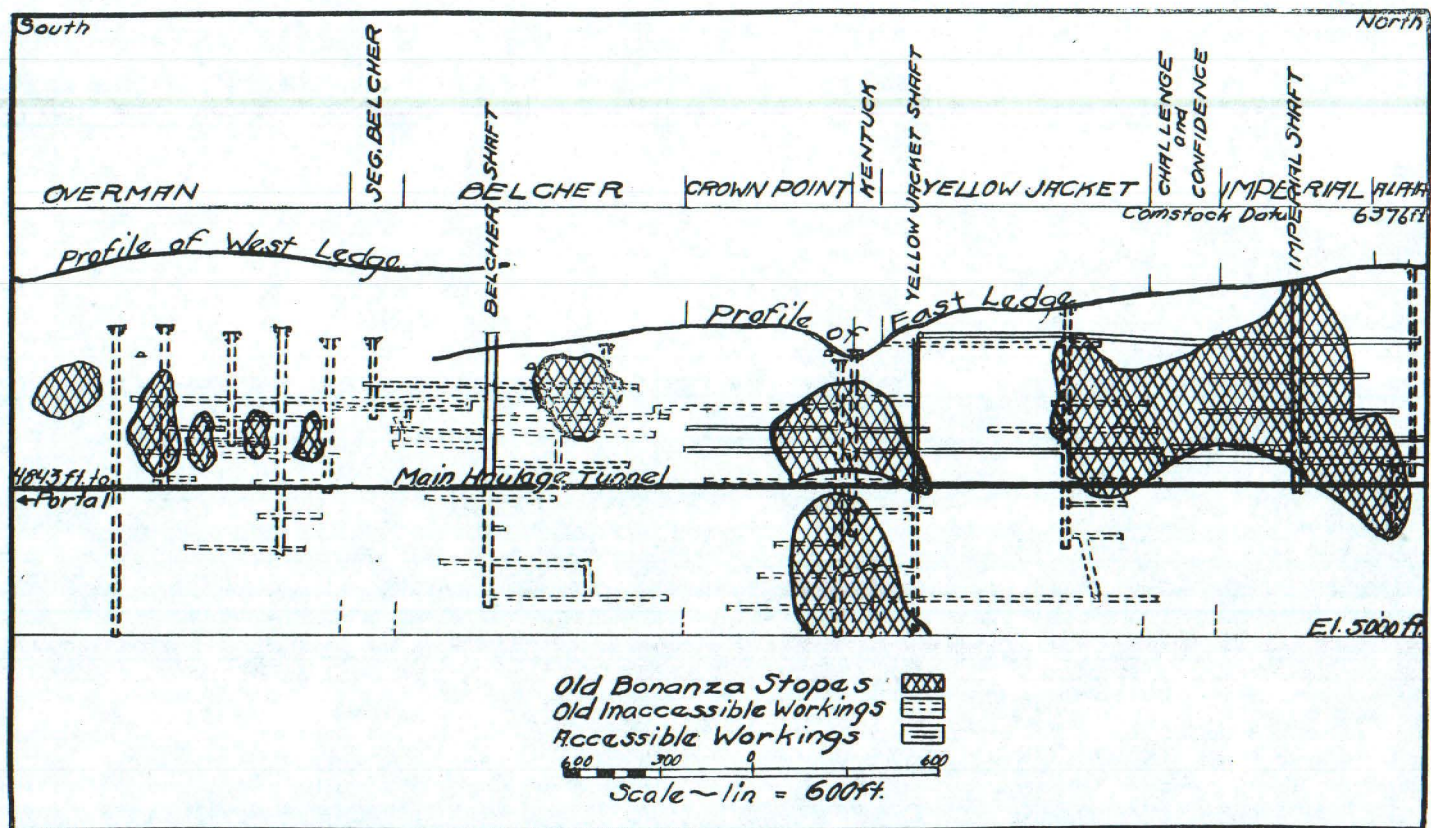 South
North
SEG. BELCHER
BELCHER SHAFT
KENTUCK
YELLOW JACKET SHAFT
CHALLENGE
and
CONFIDENCE
IMPERIAL SHAFT
OVERMAN
BELCHER
CROWN POINT
YELLOW JACKET
IMPERIAL
Comstock Datum 6376ft
Profile of West Ledge
Profile of East Ledge
4843 ft. to
Portal
Main Haulage Tunnel
El. 5000 ft.
Old Bonanza Stopes
Old Inaccessible Workings
Accessible Workings
600 300 0 600
Scale ~ 1in = 600ft.